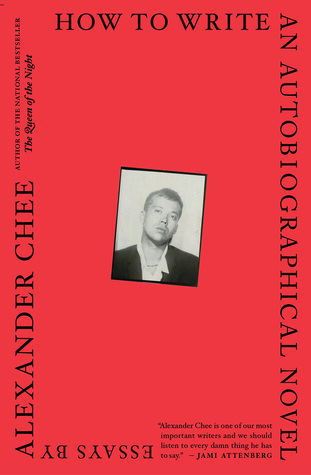 HOW TO WRITE
AN AUTOBIOGRAPHICAL NOVEL
ESSAYS BY
ALEXANDER CHEE
AUTHOR OF THE NATIONAL BESTSELLER
The Queen of the Night
“Alexander Chee is one of our most
important writers and we should
listen to every damn thing he has
to say.” — JAMI ATTENBERG